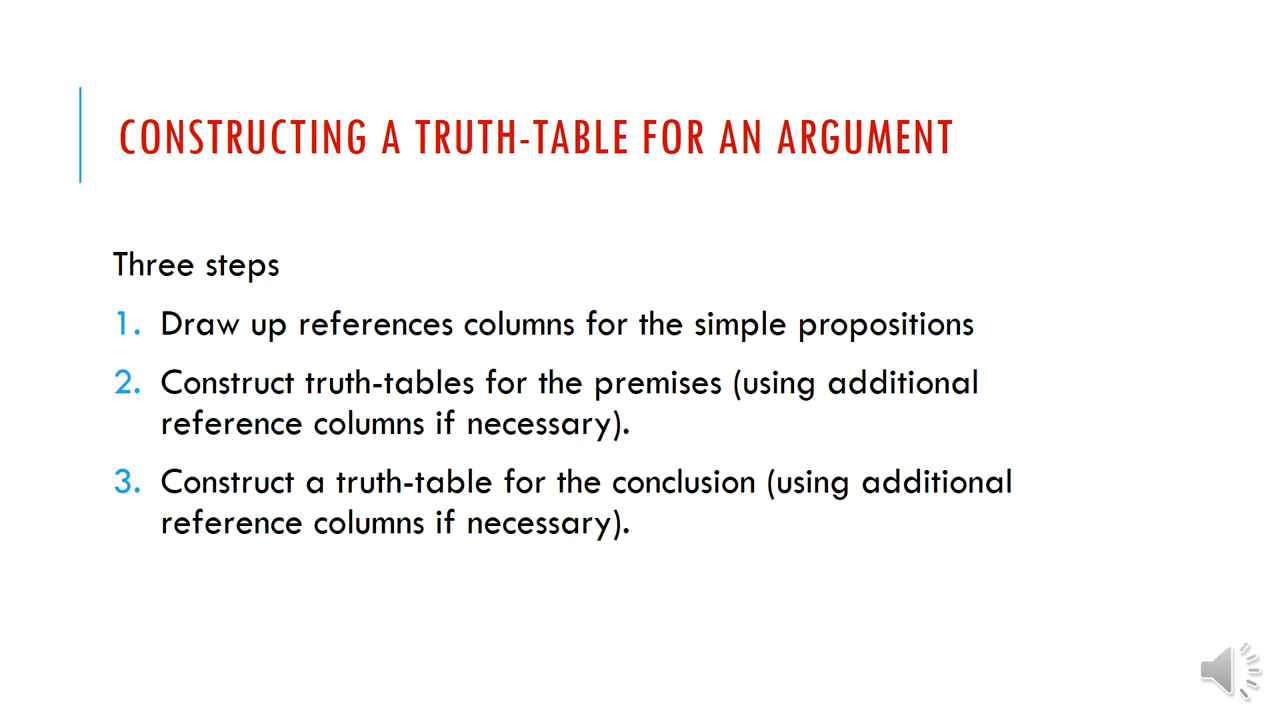 CONSTRUCTING A TRUTH-TABLE FOR AN ARGUMENT
Three steps
1. Draw up references columns for the simple propositions
2. Construct truth-tables for the premises (using additional
reference columns if necessary).
3. Construct a truth-table for the conclusion (using additional
reference columns if necessary).